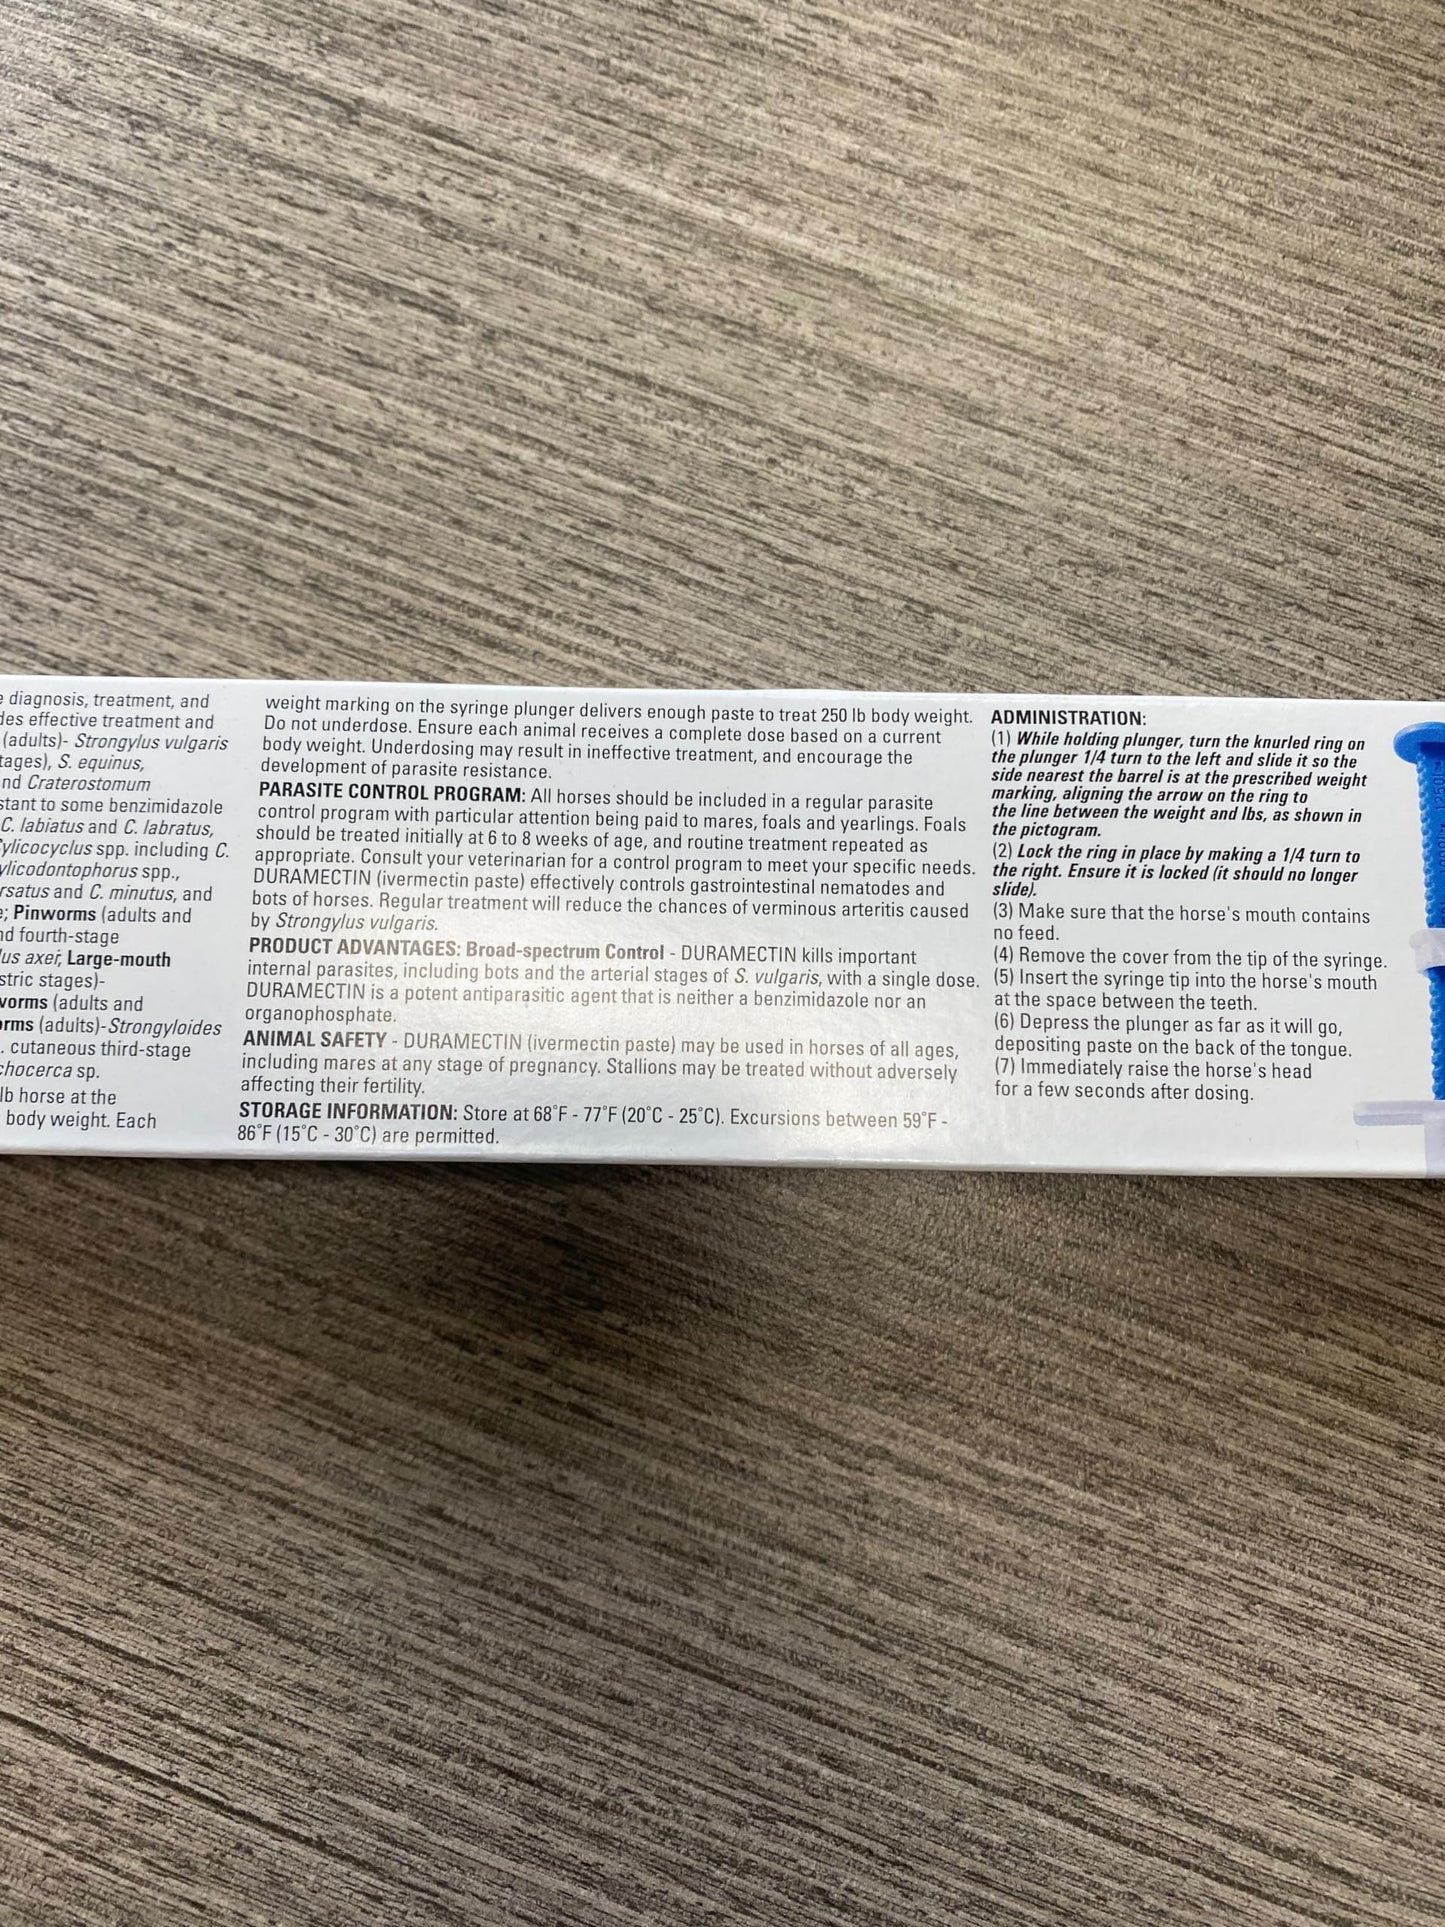 diagnosis, treatment, and
effective treatment and
(adults)- Strongylus vulgaris
S. equinus,
Craterostomum
to some benzimidazole
C. labiatus and C. labratus,
spp. including C.
spp.,
and C. minutus, and
Pinworms (adults and
fourth-stage
axei, Large-mouth
stages)-
(adults and
(adults)-Strongyloides
cutaneous third-stage
sp.
lb horse at the
body weight. Each
weight marking on the syringe plunger delivers enough paste to treat 250 lb body weight.
Do not underdose. Ensure each animal receives a complete dose based on a current
body weight. Underdosing may result in ineffective treatment, and encourage the
development of parasite resistance.
PARASITE CONTROL PROGRAM: All horses should be included in a regular parasite
control program with particular attention being paid to mares, foals and yearlings. Foals
should be treated initially at 6 to 8 weeks of age, and routine treatment repeated as
appropriate. Consult your veterinarian for a control program to meet your specific needs.
DURAMECTIN (ivermectin paste) effectively controls gastrointestinal nematodes and
bots of horses. Regular treatment will reduce the chances of verminous arteritis caused
by Strongylus vulgaris.
PRODUCT ADVANTAGES: Broad-spectrum Control - DURAMECTIN kills important
internal parasites, including bots and the arterial stages of S. vulgaris, with a single dose.
DURAMECTIN is a potent antiparasitic agent that is neither a benzimidazole nor an
organophosphate.
ANIMAL SAFETY - DURAMECTIN (ivermectin paste) may be used in horses of all ages,
including mares at any stage of pregnancy. Stallions may be treated without adversely
affecting their fertility.
STORAGE INFORMATION: Store at 68°F - 77°F (20°C - 25°C). Excursions between 59°F -
86°F (15°C - 30°C) are permitted.
ADMINISTRATION:
(1) While holding plunger, turn the knurled ring on
the plunger 1/4 turn to the left and slide it so the
side nearest the barrel is at the prescribed weight
marking, aligning the arrow on the ring to
the line between the weight and lbs, as shown in
the pictogram.
(2) Lock the ring in place by making a 1/4 turn to
the right. Ensure it is locked (it should no longer
slide).
(3) Make sure that the horse's mouth contains
no feed.
(4) Remove the cover from the tip of the syringe.
(5) Insert the syringe tip into the horse's mouth
at the space between the teeth.
(6) Depress the plunger as far as it will go,
depositing paste on the back of the tongue.
(7) Immediately raise the horse's head
for a few seconds after dosing.